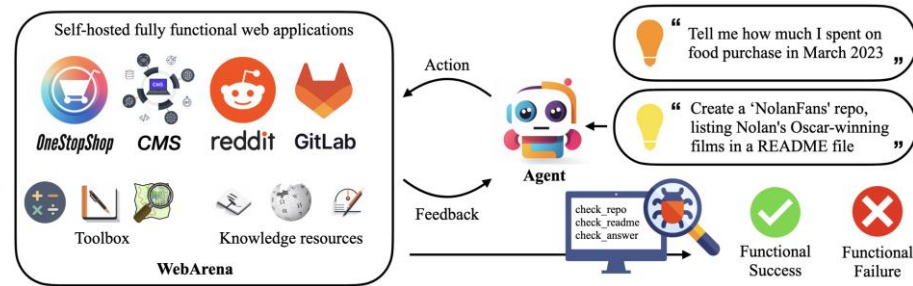 Self-hosted fully functional web applications
OneStopShop
CMS
CMS
reddit
GitLab
Toolbox
Knowledge resources
WebArena
Action
Feedback
Agent
“ Tell me how much I spent on
food purchase in March 2023 ”
“ Create a ‘NolanFans' repo,
listing Nolan's Oscar-winning
films in a README file ”
check_repo
check_readme
check_answer
Functional
Success
Functional
Failure